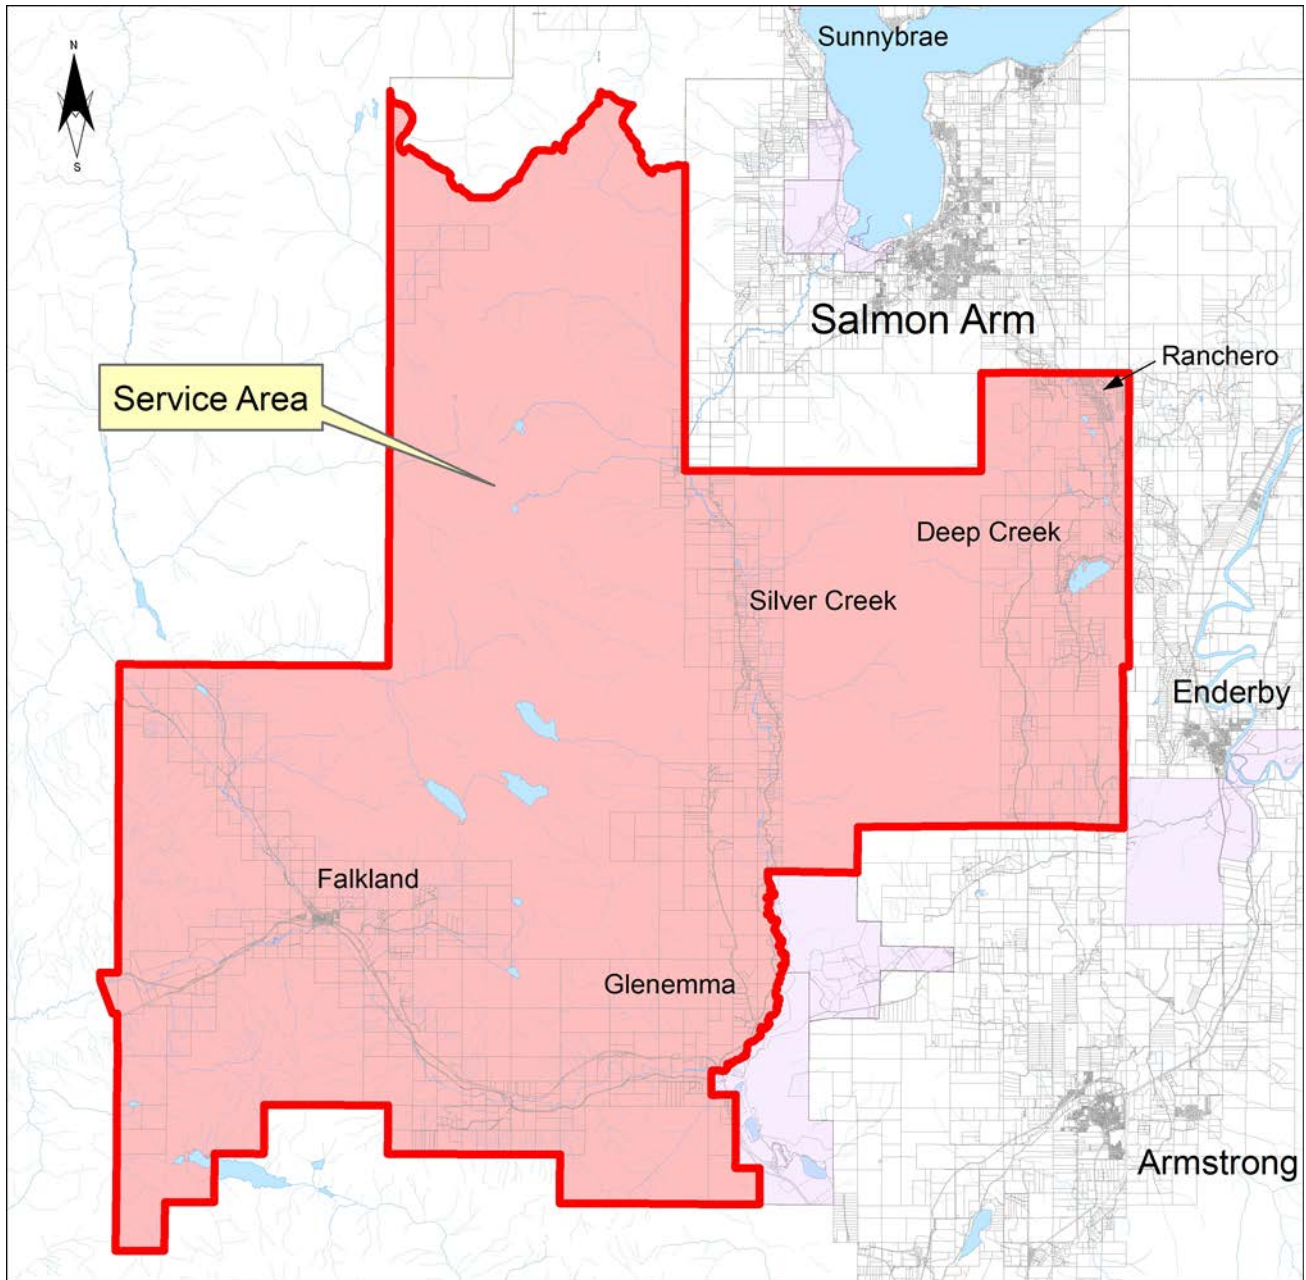 N
S
Sunnybrae
Salmon Arm
Ranchero
Service Area
Deep Creek
Silver Creek
Enderby
Falkland
Glenemma
Armstrong